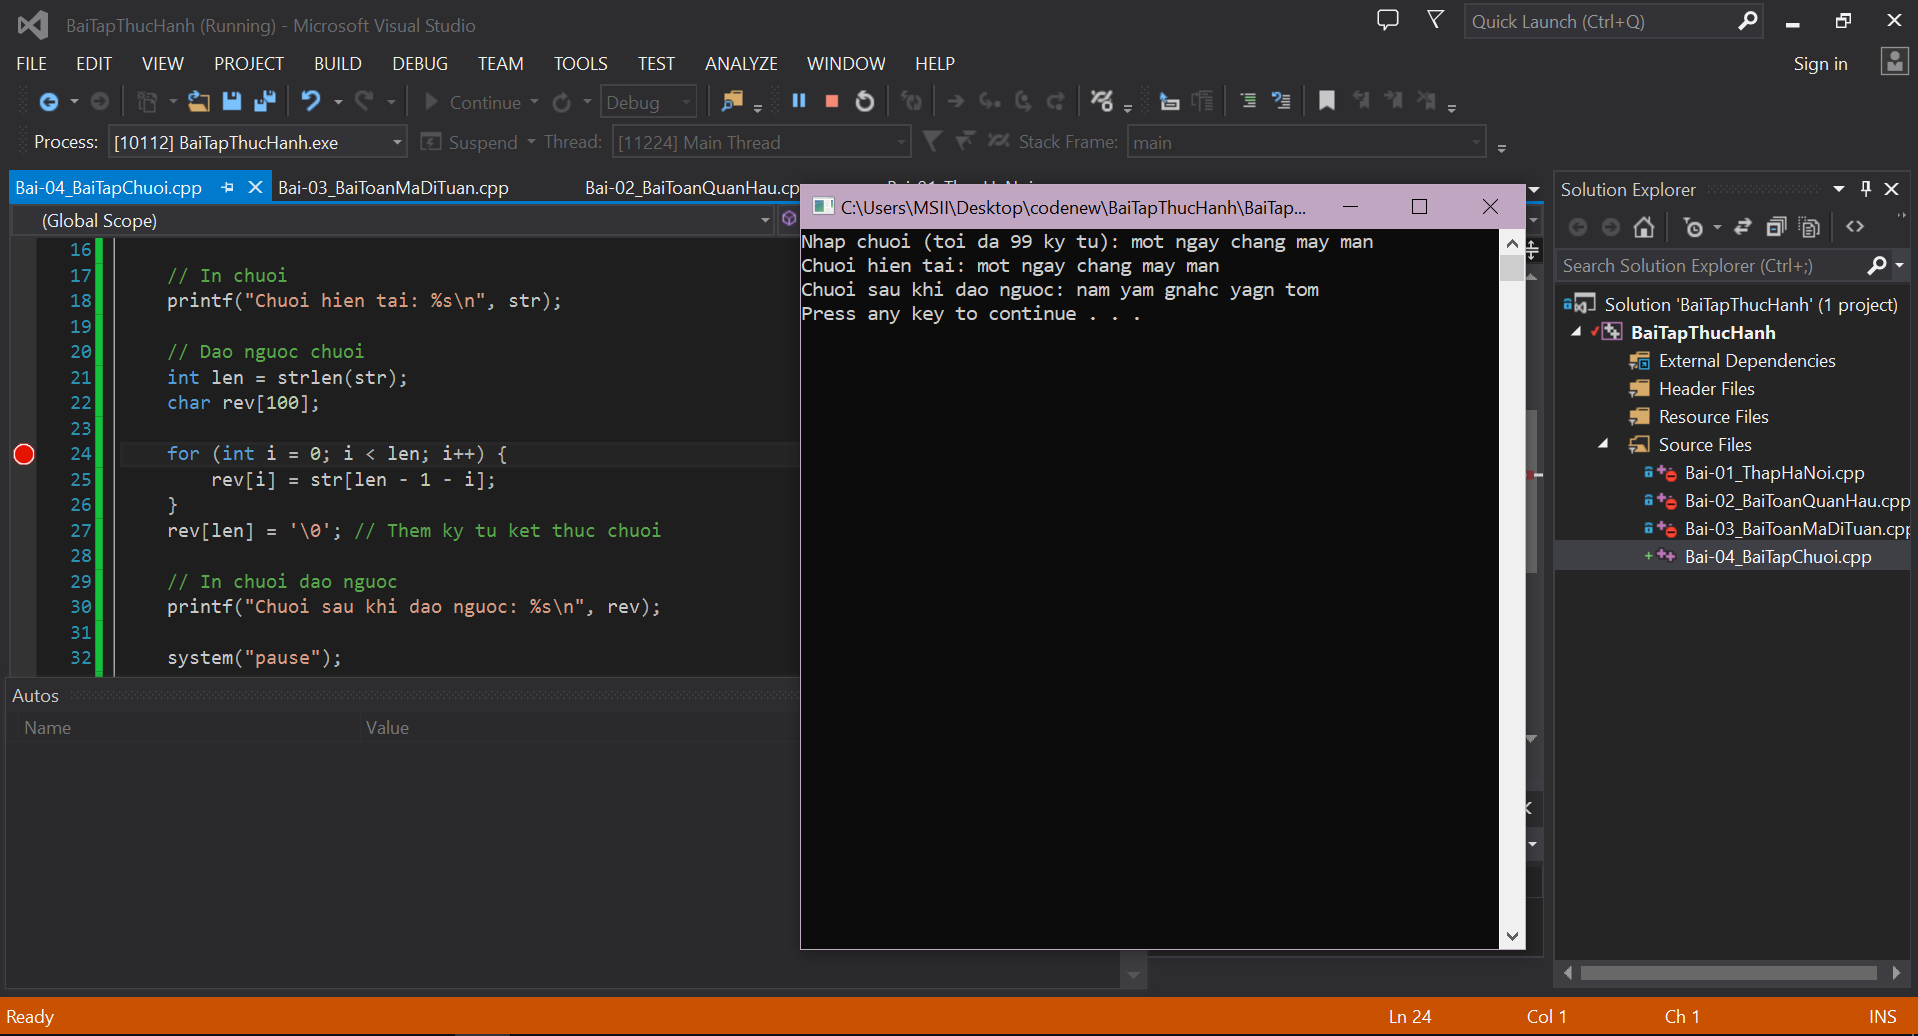 BaiTapThucHanh (Running) - Microsoft Visual Studio
Quick Launch (Ctrl+Q)
FILE EDIT VIEW PROJECT BUILD DEBUG TEAM TOOLS TEST ANALYZE WINDOW HELP
Sign in
Continue
Debug
Process: [10112] BaiTapThucHanh.exe Suspend Thread: [11224] Main Thread Stack Frame: main
Bai-04_BaiTapChuoi.cpp Bai-03_BaiToanMaDiTuan.cpp Bai-02_BaiToanQuanHau.cp
(Global Scope)
16
17 // In chuoi
18 printf("Chuoi hien tai: %s\n", str);
19
20 // Dao nguoc chuoi
21 int len = strlen(str);
22 char rev[100];
23
24 for (int i = 0; i < len; i++) {
25 rev[i] = str[len - 1 - i];
26 }
27 rev[len] = '\0'; // Them ky tu ket thuc chuoi
28
29 // In chuoi dao nguoc
30 printf("Chuoi sau khi dao nguoc: %s\n", rev);
31
32 system("pause");
Autos
Name Value
C:\Users\MSII\Desktop\codenew\BaiTapThucHanh\BaiTap...
Nhap chuoi (toi da 99 ky tu): mot ngay chang may man
Chuoi hien tai: mot ngay chang may man
Chuoi sau khi dao nguoc: nam yam gnahc yagn tom
Press any key to continue . . .
Solution Explorer
Search Solution Explorer (Ctrl+;)
Solution 'BaiTapThucHanh' (1 project)
BaiTapThucHanh
External Dependencies
Header Files
Resource Files
Source Files
Bai-01_ThapHaNoi.cpp
Bai-02_BaiToanQuanHau.cpp
Bai-03_BaiToanMaDiTuan.cpp
Bai-04_BaiTapChuoi.cpp
Ready
Ln 24 Col 1 Ch 1 INS